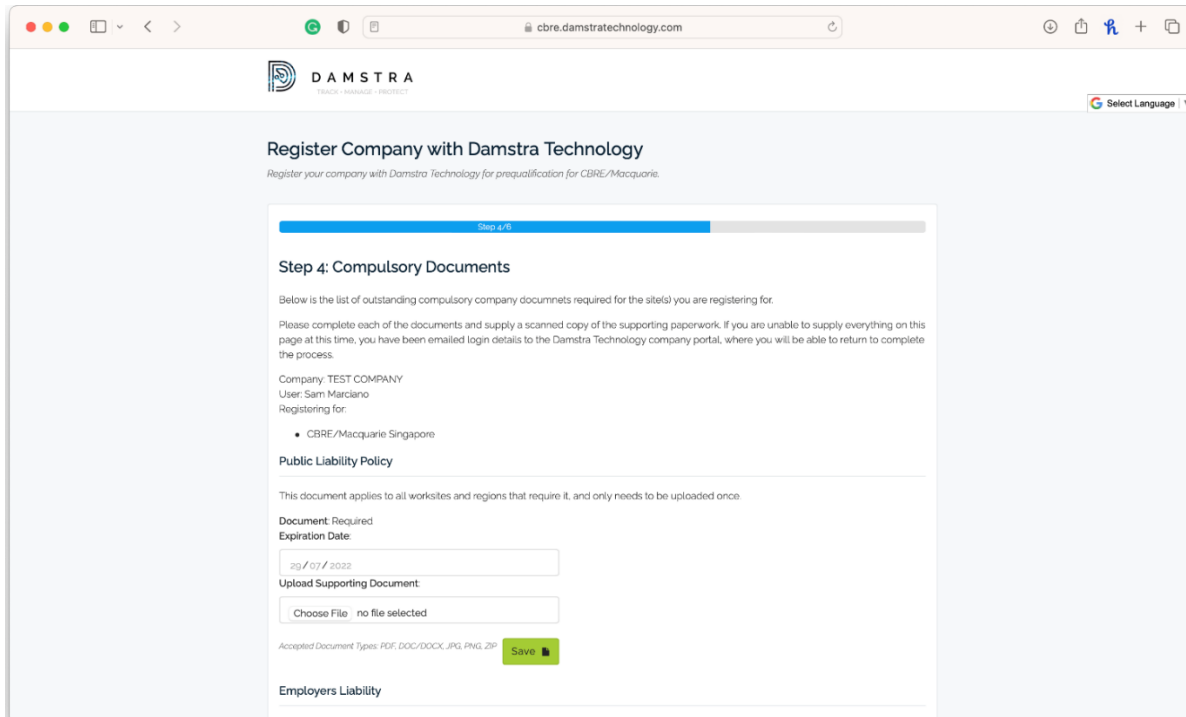 cbre.damstratechnology.com
DAMSTRA
TRACK • MANAGE • PROTECT
Select Language
Register Company with Damstra Technology
Register your company with Damstra Technology for prequalification for CBRE/Macquarie.
Step 4/6
Step 4: Compulsory Documents
Below is the list of outstanding compulsory company documnets required for the site(s) you are registering for.
Please complete each of the documents and supply a scanned copy of the supporting paperwork. If you are unable to supply everything on this
page at this time, you have been emailed login details to the Damstra Technology company portal, where you will be able to return to complete
the process.
Company: TEST COMPANY
User: Sam Marciano
Registering for:
• CBRE/Macquarie Singapore
Public Liability Policy
This document applies to all worksites and regions that require it, and only needs to be uploaded once.
Document: Required
Expiration Date:
29/07/2022
Upload Supporting Document:
Choose File no file selected
Accepted Document Types: PDF, DOC/DOCX, JPG, PNG, ZIP
Save
Employers Liability